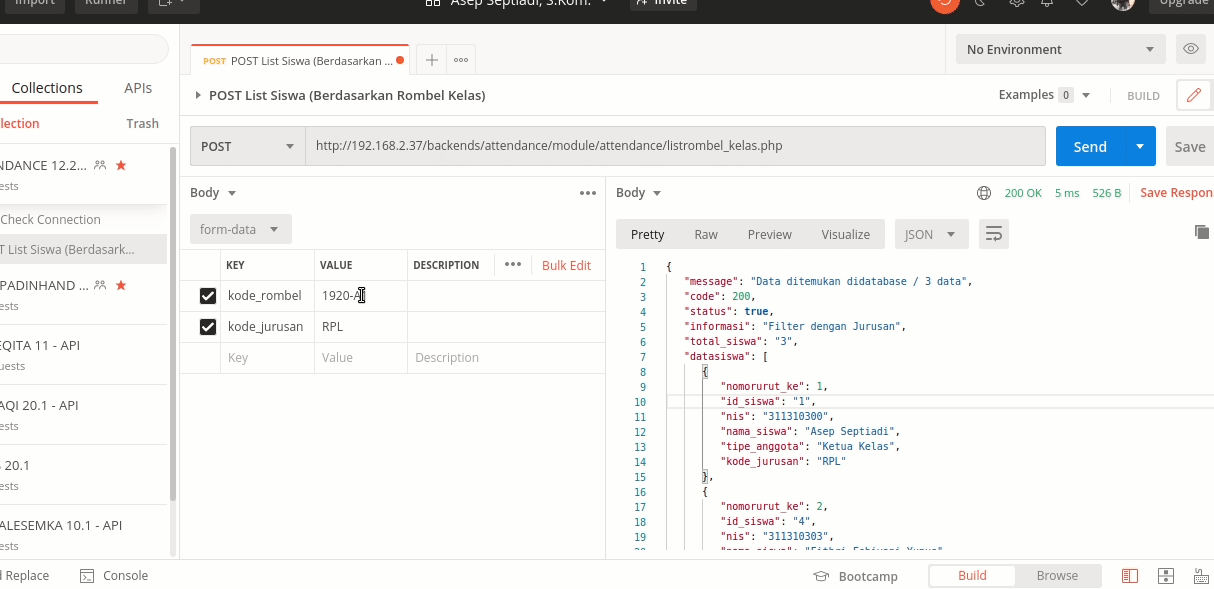 Import Runner Asep Septiadi, S.Kom. Invite Upgrade
No Environment
POST POST List Siswa (Berdasarkan ...
Collections APIs
POST List Siswa (Berdasarkan Rombel Kelas) Examples 0 BUILD
llection Trash
POST http://192.168.2.37/backends/attendance/module/attendance/listrombel_kelas.php Send Save
NDANCE 12.2...
ests
Body Body 200 OK 5 ms 526 B Save Respon
Check Connection
form-data Pretty Raw Preview Visualize JSON
T List Siswa (Berdasark...
KEY VALUE DESCRIPTION Bulk Edit
PADINHAND ...
ests
kode_rombel 1920-A
kode_jurusan RPL
Key Value Description
EQITA 11 - API
uests
AQI 20.1 - API
ests
20.1
ests
ALESEMKA 10.1 - API
ests
1 {
2 "message": "Data ditemukan didatabase / 3 data",
3 "code": 200,
4 "status": true,
5 "informasi": "Filter dengan Jurusan",
6 "total_siswa": "3",
7 "datasiswa": [
8 {
9 "nomorurut_ke": 1,
10 "id_siswa": "1",
11 "nis": "311310300",
12 "nama_siswa": "Asep Septiadi",
13 "tipe_anggota": "Ketua Kelas",
14 "kode_jurusan": "RPL"
15 },
16 {
17 "nomorurut_ke": 2,
18 "id_siswa": "4",
19 "nis": "311310303",
d Replace Console Bootcamp Build Browse